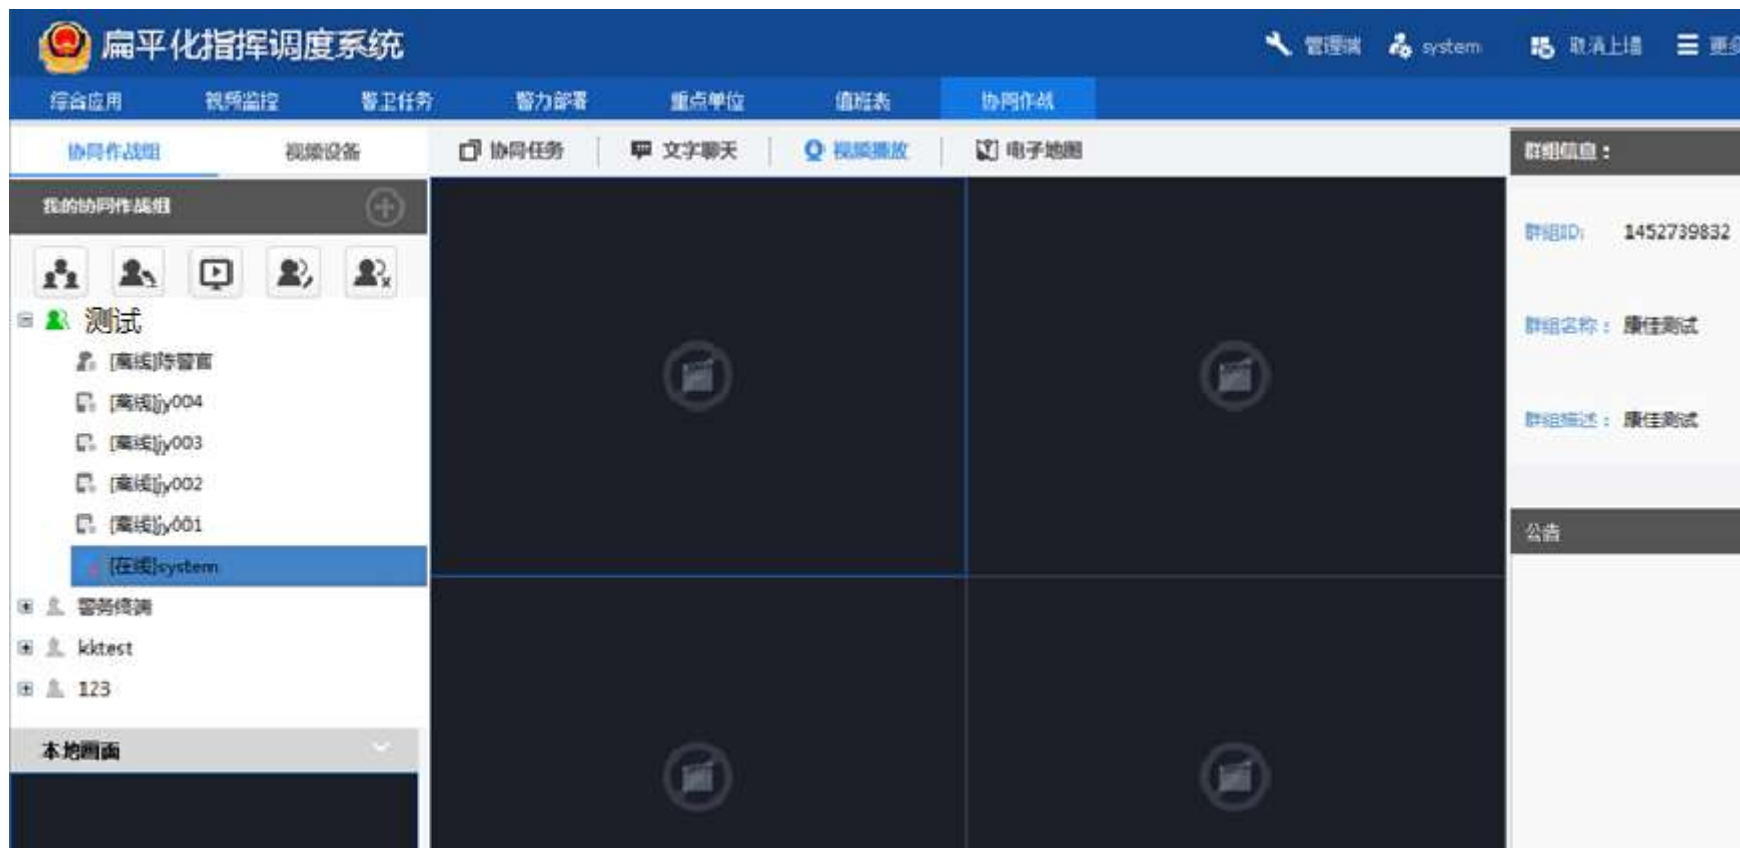 扁平化指挥调度系统
管理端 system 取消上墙 更多
综合应用 视频监控 警卫任务 警力部署 重点单位 值班表 协同作战
协同作战组 视频设备
协同任务 文字聊天 视频播放 电子地图
群组信息：
我的协同作战组
群组ID: 1452739832
测试
群组名称： 康佳测试
[离线]陈警官
[离线]jy004
群组描述： 康佳测试
[离线]jy003
[离线]jy002
[离线]jy001
公告
[在线]system
警务终端
kktest
123
本地画面